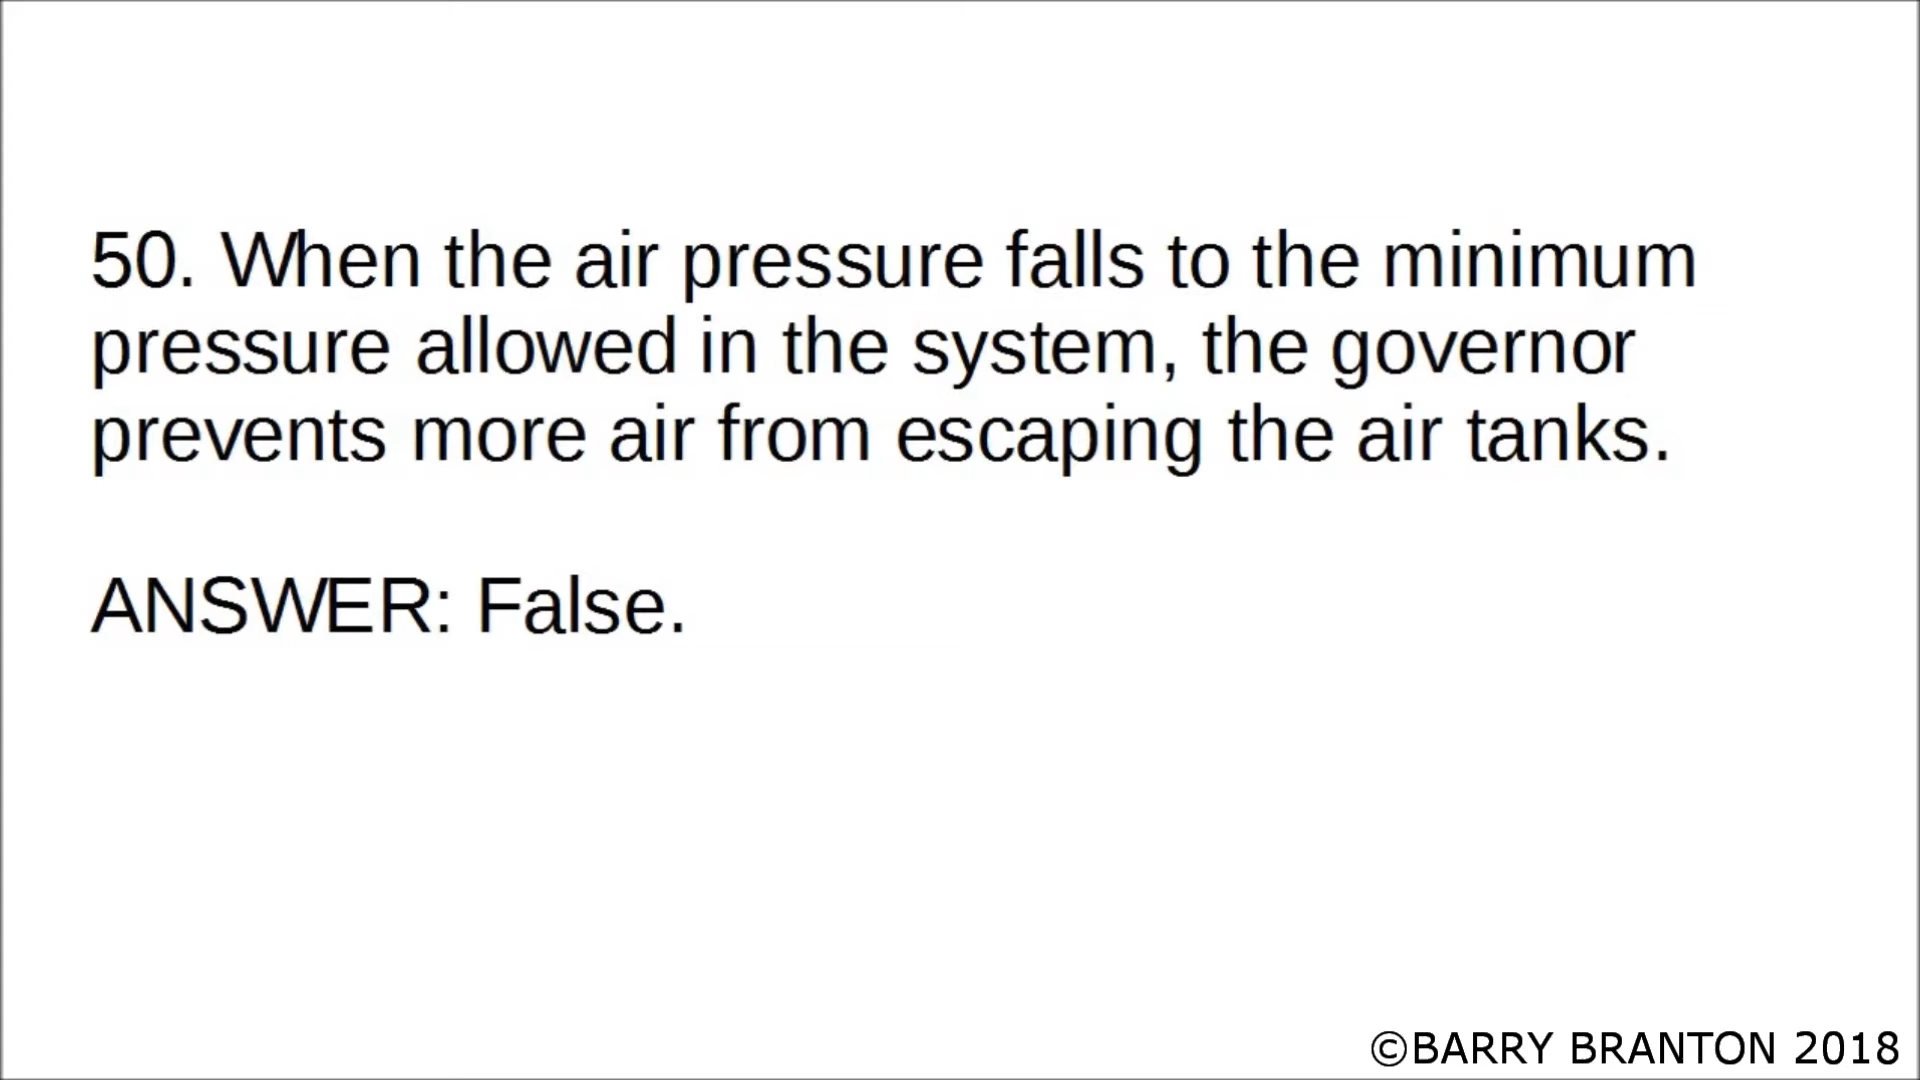 50. When the air pressure falls to the minimum
pressure allowed in the system, the governor
prevents more air from escaping the air tanks.
ANSWER: False.
©BARRY BRANTON 2018